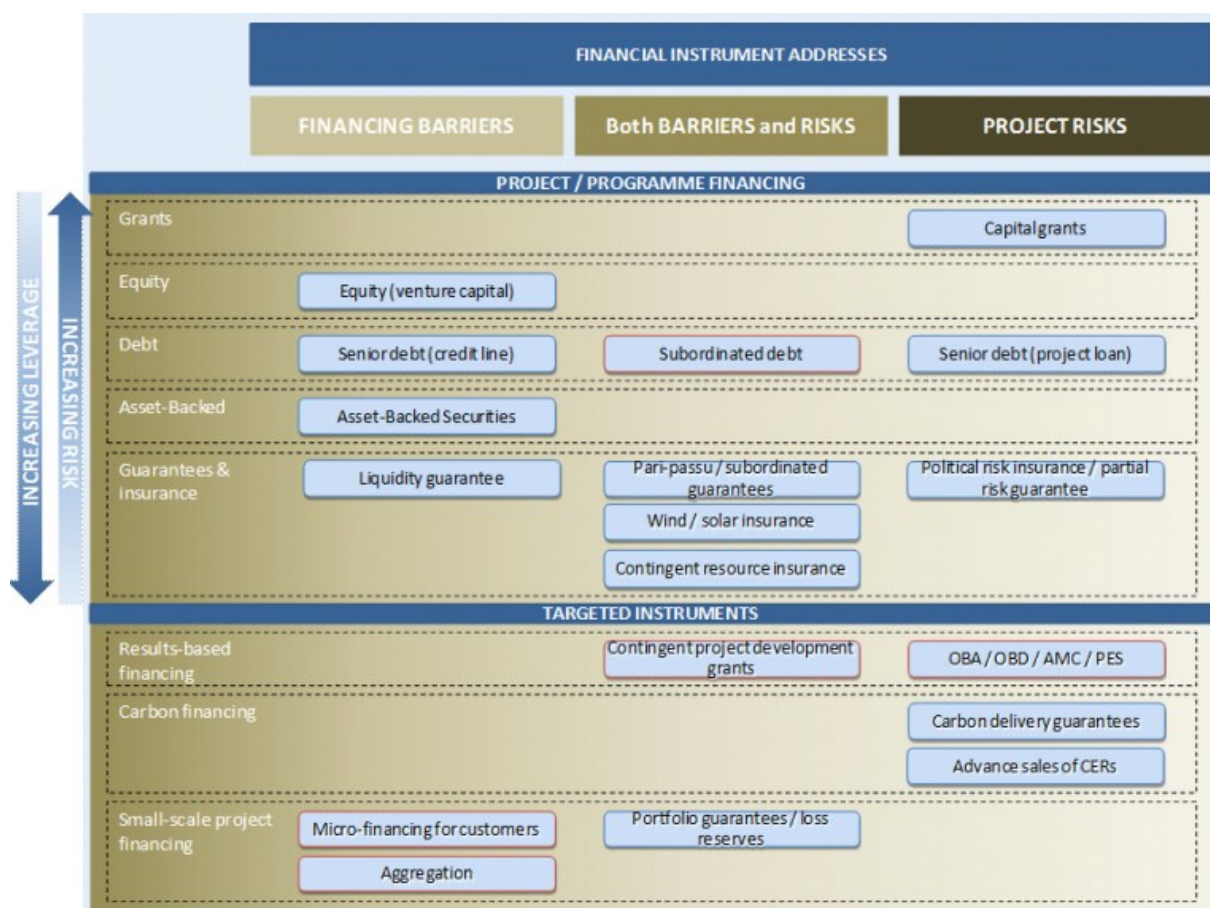 FINANCIAL INSTRUMENT ADDRESSES
FINANCING BARRIERS
Both BARRIERS and RISKS
PROJECT RISKS
INCREASING LEVERAGE
INCREASING RISK
PROJECT / PROGRAMME FINANCING
Grants
Capital grants
Equity
Equity (venture capital)
Debt
Senior debt (credit line)
Subordinated debt
Senior debt (project loan)
Asset-Backed
Asset-Backed Securities
Guarantees &
insurance
Liquidity guarantee
Pari-passu / subordinated
guarantees
Wind / solar insurance
Contingent resource insurance
Political risk insurance / partial
risk guarantee
TARGETED INSTRUMENTS
Results-based
financing
Contingent project development
grants
OBA / OBD / AMC / PES
Carbon financing
Carbon delivery guarantees
Advance sales of CERs
Small-scale project
financing
Micro-financing for customers
Aggregation
Portfolio guarantees / loss
reserves